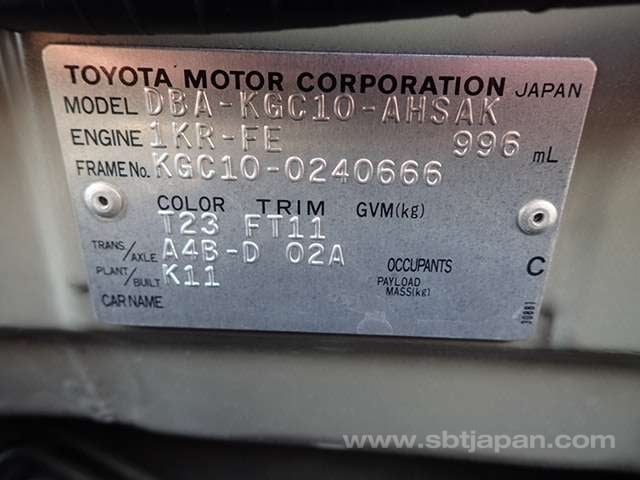 TOYOTA MOTOR CORPORATION JAPAN
MODEL DBA-KGC10-AHSAK
ENGINE 1KR-FE 996 mL
FRAME No. KGC10-0240666
COLOR TRIM GVM(kg)
T23 FT11
TRANS/AXLE A4B-D 02A
PLANT/BUILT K11
OCCUPANTS C
PAYLOAD MASS(kg)
CAR NAME
10881
www.sbtjapan.com